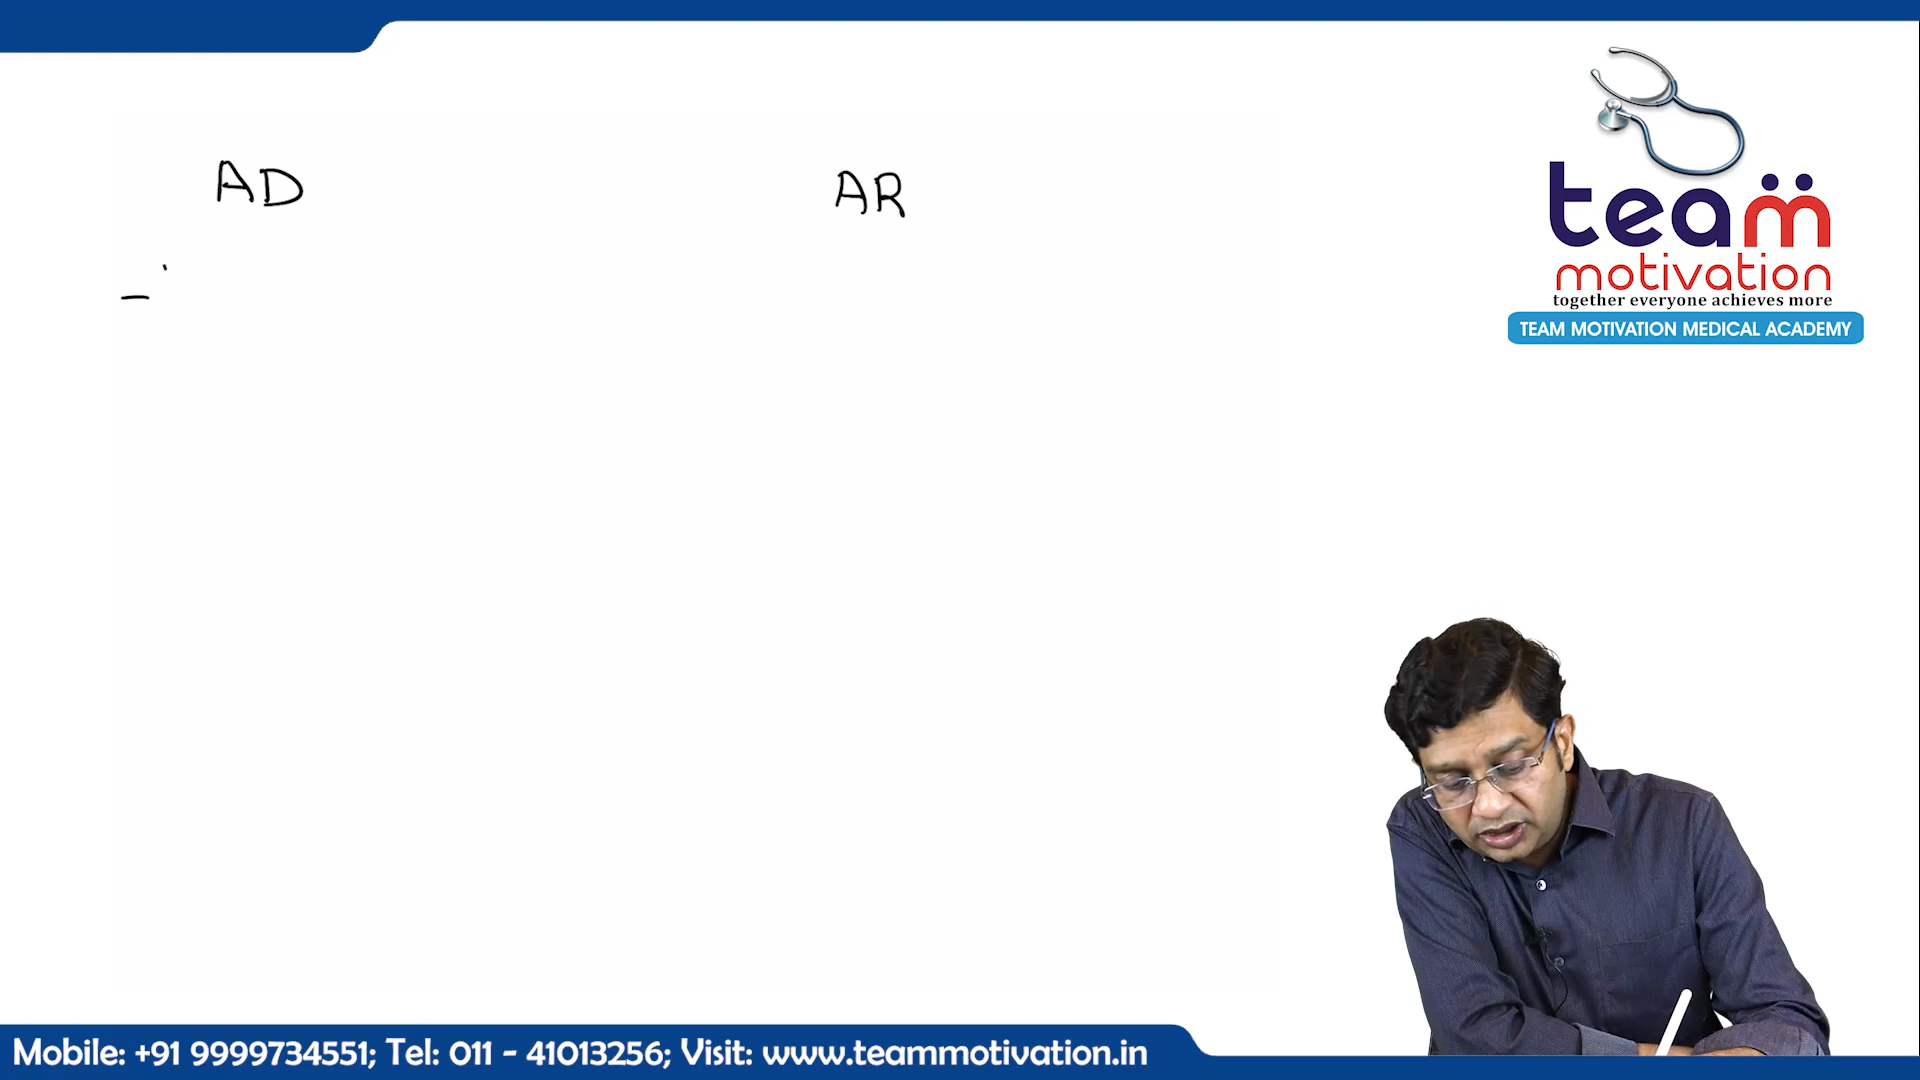 AD
AR
–
team
motivation
together everyone achieves more
TEAM MOTIVATION MEDICAL ACADEMY
Mobile: +91 9999734551; Tel: 011 - 41013256; Visit: www.teammotivation.in